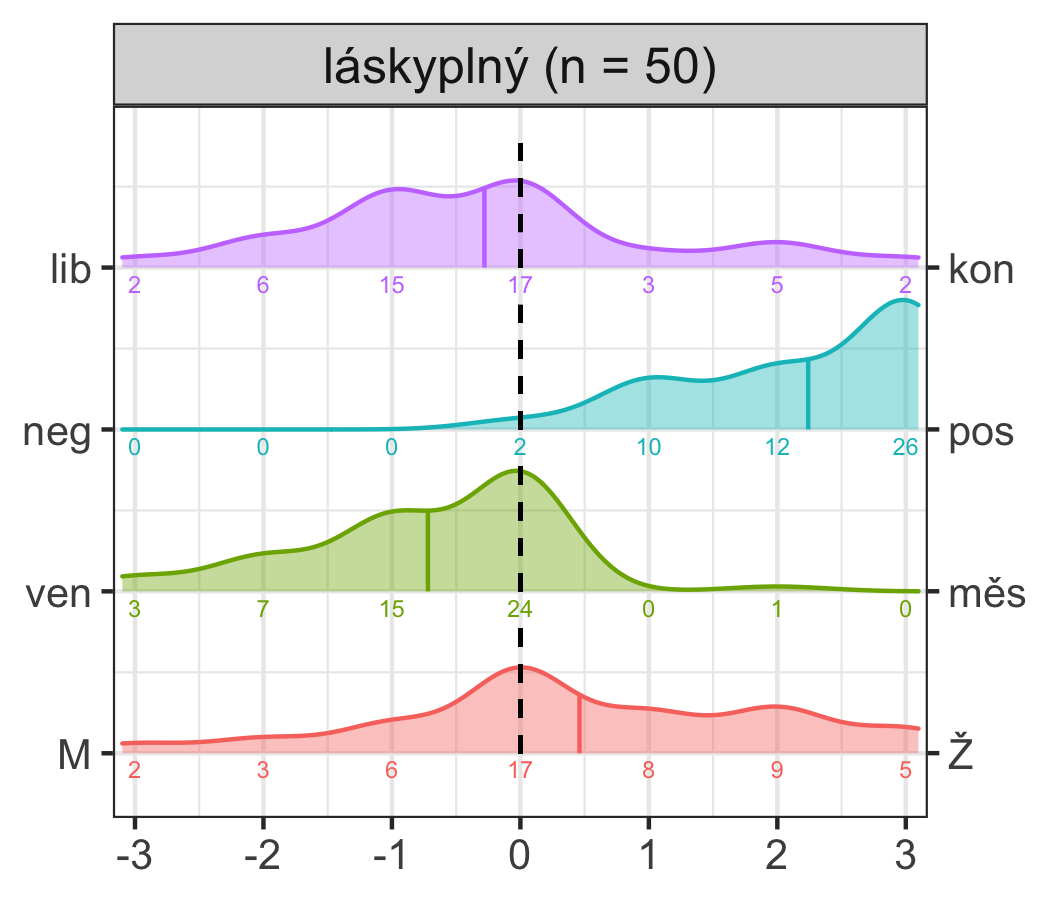 láskyplný (n = 50)
lib kon
2 6 15 17 3 5 2
neg pos
0 0 0 2 10 12 26
ven měs
3 7 15 24 0 1 0
M Ž
2 3 6 17 8 9 5
-3 -2 -1 0 1 2 3